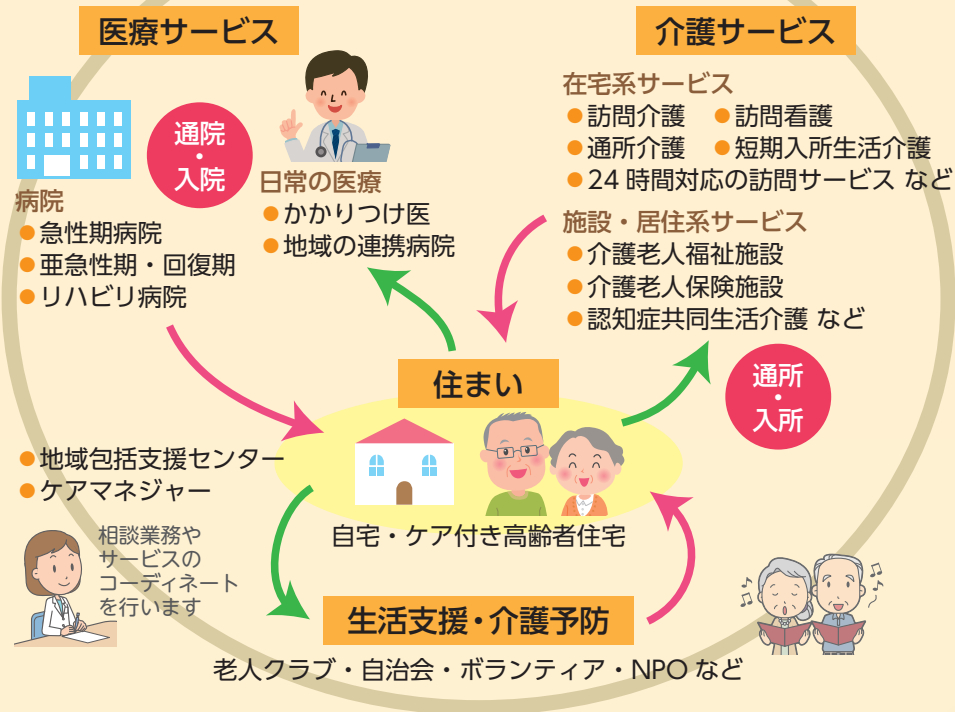 医療サービス
通院
・
入院
病院
●急性期病院
●亜急性期・回復期
●リハビリ病院
日常の医療
●かかりつけ医
●地域の連携病院
介護サービス
在宅系サービス
●訪問介護 ●訪問看護
●通所介護 ●短期入所生活介護
●24時間対応の訪問サービス など
施設・居住系サービス
●介護老人福祉施設
●介護老人保険施設
●認知症共同生活介護 など
通所
・
入所
住まい
自宅・ケア付き高齢者住宅
●地域包括支援センター
●ケアマネジャー
相談業務や
サービスの
コーディネート
を行います
生活支援・介護予防
老人クラブ・自治会・ボランティア・NPO など